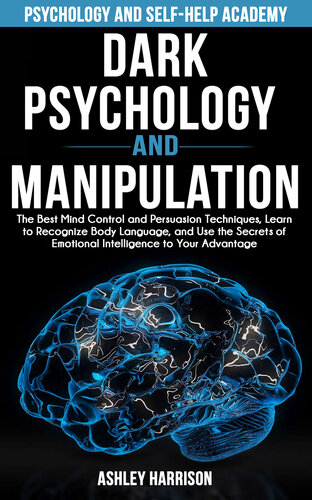 PSYCHOLOGY AND SELF-HELP ACADEMY
DARK
PSYCHOLOGY
AND
MANIPULATION
The Best Mind Control and Persuasion Techniques, Learn
to Recognize Body Language, and Use the Secrets of
Emotional Intelligence to Your Advantage
ASHLEY HARRISON